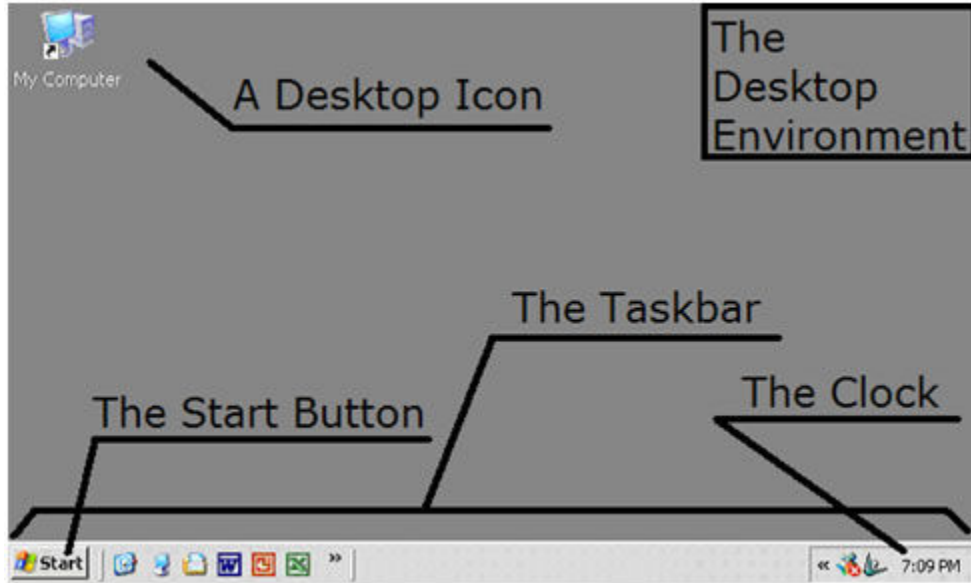 My Computer
A Desktop Icon
The
Desktop
Environment
The Taskbar
The Clock
The Start Button
Start
»
«
7:09 PM